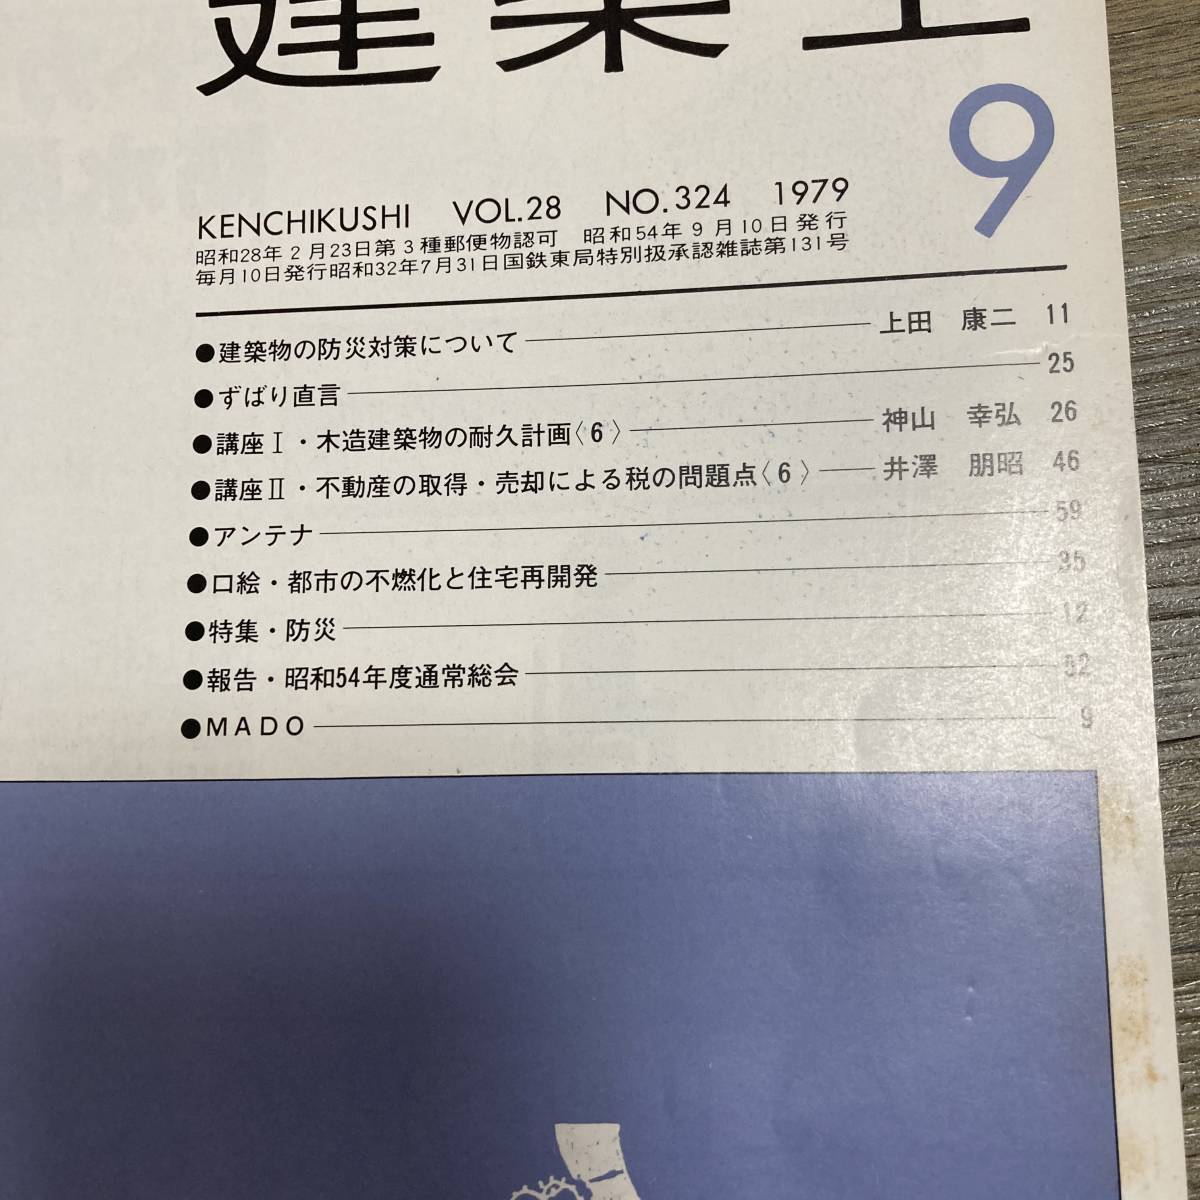 建築士
9
KENCHIKUSHI VOL.28 NO.324 1979
昭和28年2月23日第3種郵便物認可 昭和54年9月10日発行
毎月10日発行昭和32年7月31日国鉄東局特別扱承認雑誌第131号
●建築物の防災対策について 上田 康二 11
●ずばり直言 25
●講座Ⅰ・木造建築物の耐久計画〈6〉 神山 幸弘 26
●講座Ⅱ・不動産の取得・売却による税の問題点〈6〉 井澤 朋昭 46
●アンテナ 59
●口絵・都市の不燃化と住宅再開発 35
●特集・防災 12
●報告・昭和54年度通常総会 52
●MADO 9